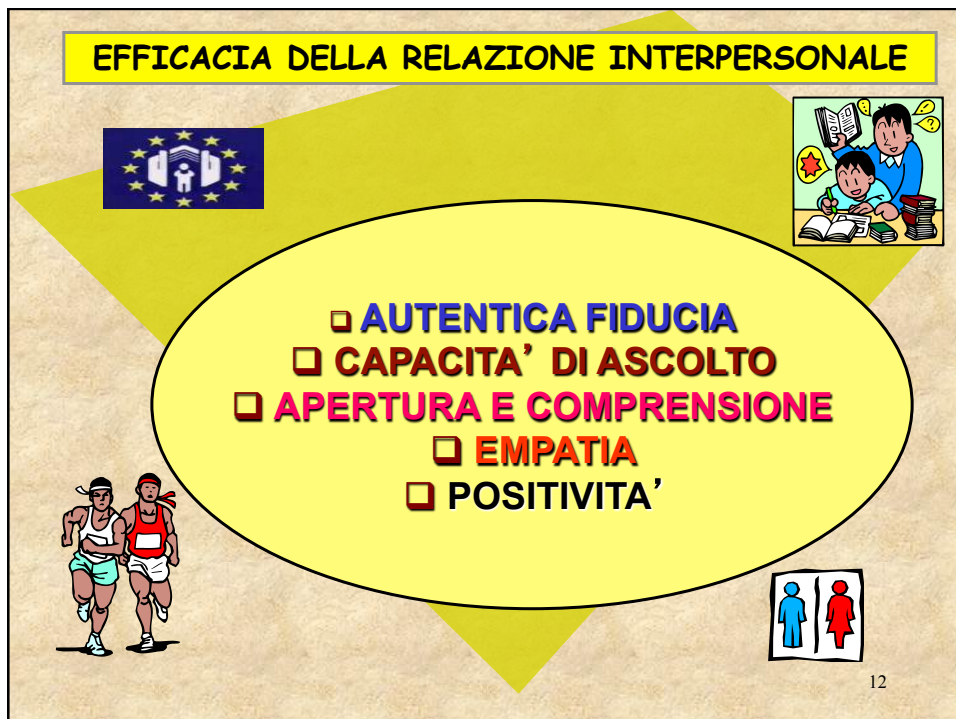 EFFICACIA DELLA RELAZIONE INTERPERSONALE
❑ AUTENTICA FIDUCIA
❑ CAPACITA’ DI ASCOLTO
❑ APERTURA E COMPRENSIONE
❑ EMPATIA
❑ POSITIVITA’
12